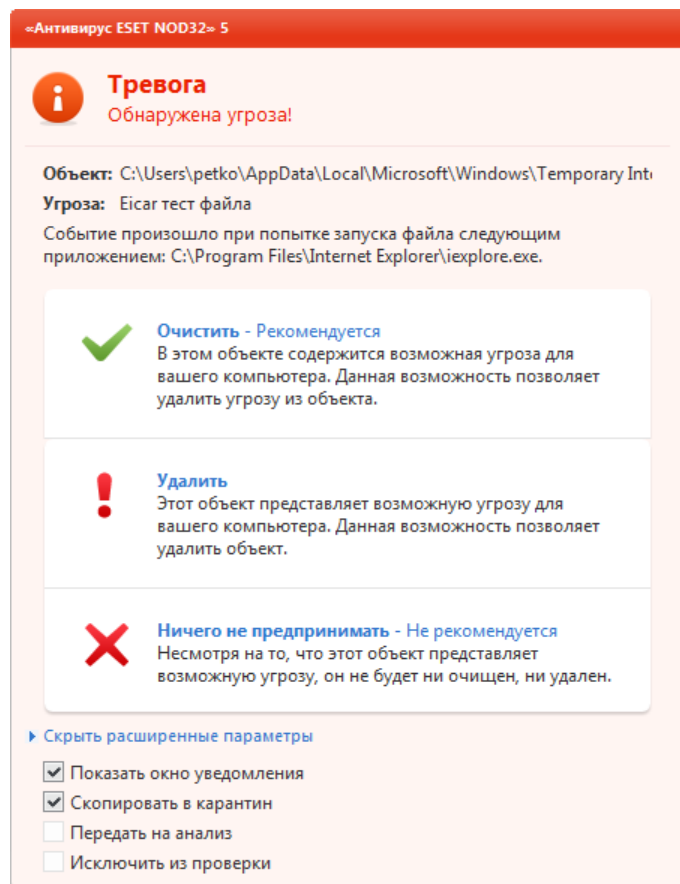 «Антивирус ESET NOD32» 5
Тревога
Обнаружена угроза!
Объект: C:\Users\petko\AppData\Local\Microsoft\Windows\Temporary Int
Угроза: Eicar тест файла
Событие произошло при попытке запуска файла следующим
приложением: C:\Program Files\Internet Explorer\iexplore.exe.
Очистить - Рекомендуется
В этом объекте содержится возможная угроза для
вашего компьютера. Данная возможность позволяет
удалить угрозу из объекта.
Удалить
Этот объект представляет возможную угрозу для
вашего компьютера. Данная возможность позволяет
удалить объект.
Ничего не предпринимать - Не рекомендуется
Несмотря на то, что этот объект представляет
возможную угрозу, он не будет ни очищен, ни удален.
Скрыть расширенные параметры
Показать окно уведомления
Скопировать в карантин
Передать на анализ
Исключить из проверки